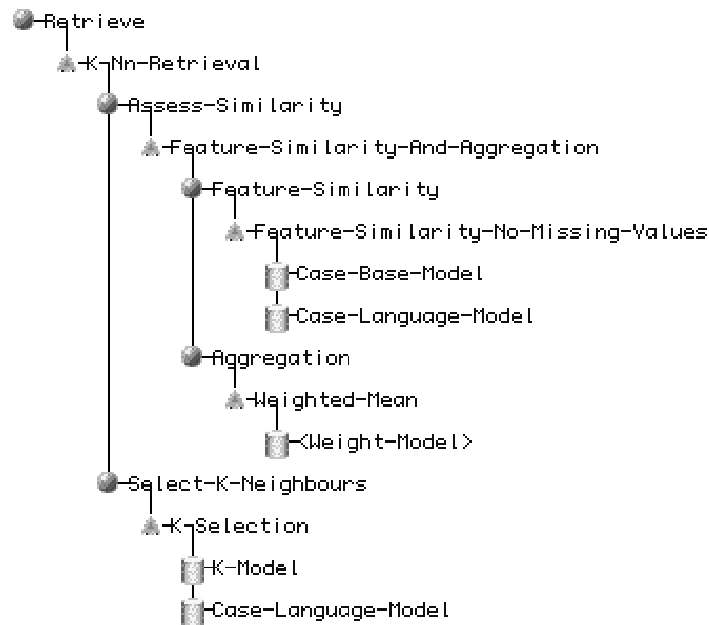 Retrieve
K-Nn-Retrieval
Assess-Similarity
Feature-Similarity-And-Aggregation
Feature-Similarity
Feature-Similarity-No-Missing-Values
Case-Base-Model
Case-Language-Model
Aggregation
Weighted-Mean
<Weight-Model>
Select-K-Neighbours
K-Selection
K-Model
Case-Language-Model